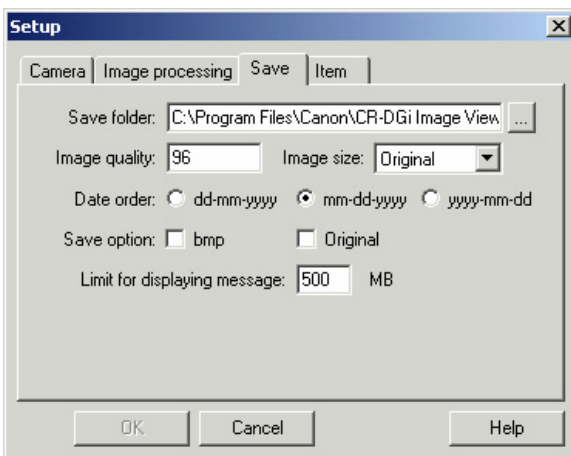 Setup
Camera Image processing Save Item
Save folder: C:\Program Files\Canon\CR-DGi Image View ...
Image quality: 96 Image size: Original
Date order: dd-mm-yyyy mm-dd-yyyy yyyy-mm-dd
Save option: bmp Original
Limit for displaying message: 500 MB
OK Cancel Help